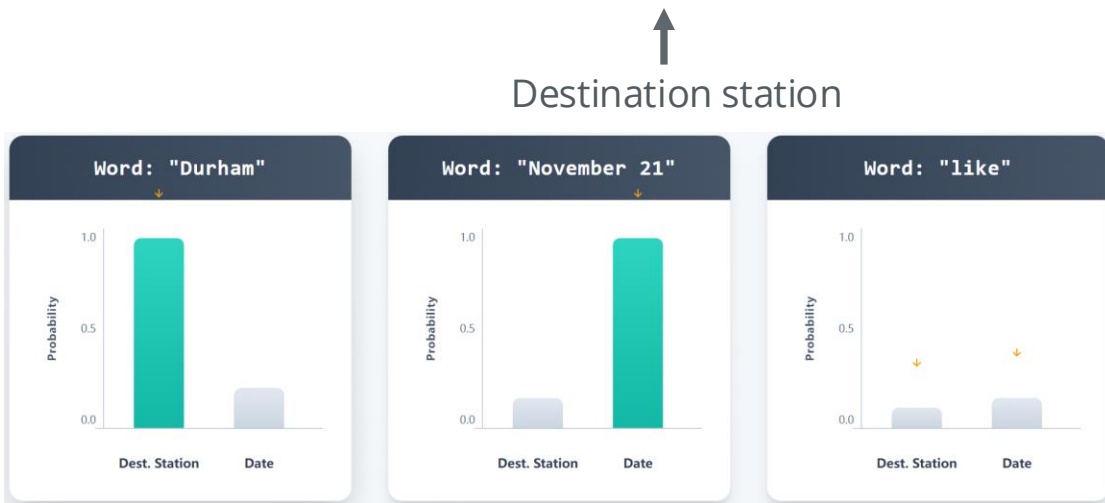 Destination station
Word: "Durham"
1.0
0.5
0.0
Probability
Dest. Station
Date
Word: "November 21"
1.0
0.5
0.0
Probability
Dest. Station
Date
Word: "like"
1.0
0.5
0.0
Probability
Dest. Station
Date